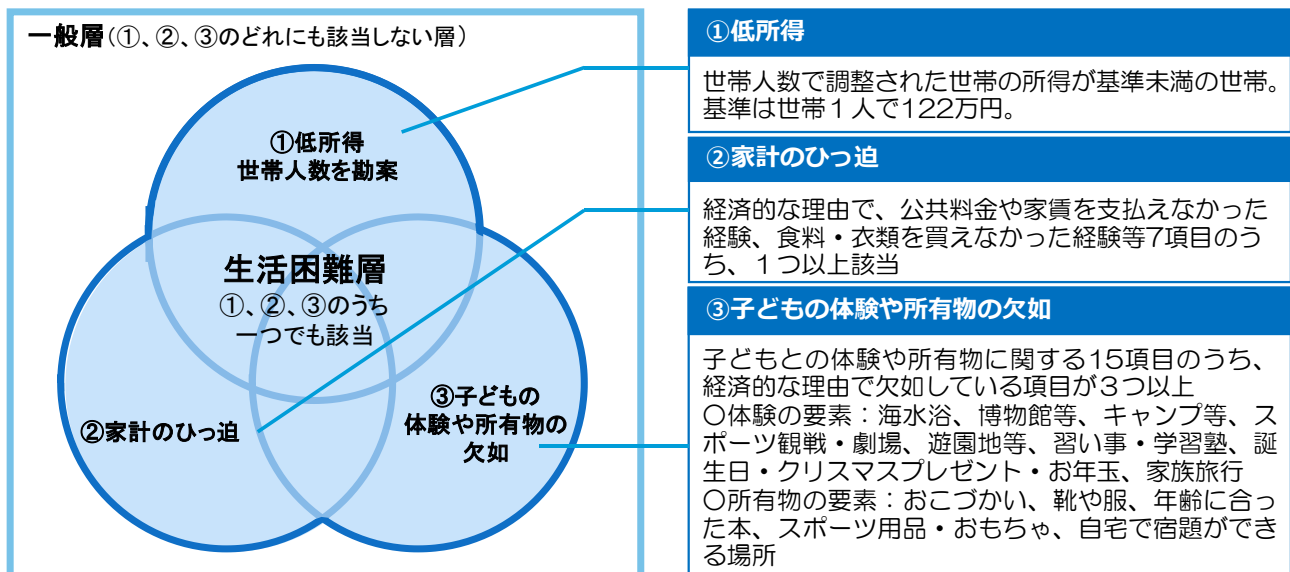 一般層(①、②、③のどれにも該当しない層)
①低所得
世帯人数を勘案
生活困難層
①、②、③のうち
一つでも該当
②家計のひっ迫
③子どもの
体験や所有物の
欠如
①低所得
世帯人数で調整された世帯の所得が基準未満の世帯。
基準は世帯1人で122万円。
②家計のひっ迫
経済的な理由で、公共料金や家賃を支払えなかった
経験、食料・衣類を買えなかった経験等7項目のう
ち、1つ以上該当
③子どもの体験や所有物の欠如
子どもとの体験や所有物に関する15項目のうち、
経済的な理由で欠如している項目が3つ以上
〇体験の要素：海水浴、博物館等、キャンプ等、ス
ポーツ観戦・劇場、遊園地等、習い事・学習塾、誕
生日・クリスマスプレゼント・お年玉、家族旅行
〇所有物の要素：おこづかい、靴や服、年齢に合っ
た本、スポーツ用品・おもちゃ、自宅で宿題ができ
る場所